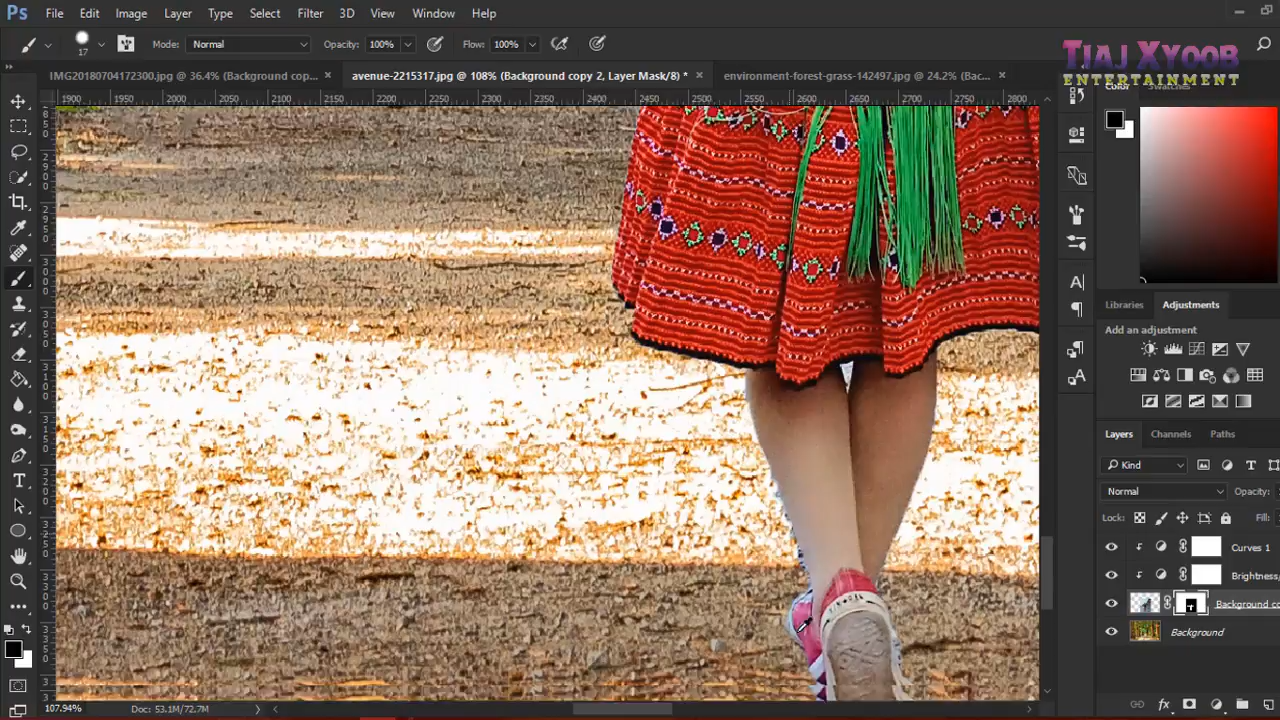 Ps File Edit Image Layer Type Select Filter 3D View Window Help
17 Mode: Normal Opacity: 100% Flow: 100%
TIAJ XYOOB
ENTERTAINMENT
IMG20180704172300.jpg @ 36.4% (Background cop... × avenue-2215317.jpg @ 108% (Background copy 2, Layer Mask/8) * × environment-forest-grass-142497.jpg @ 24.2% (Bac... ×
Color Swatches
1900 1950 2000 2050 2100 2150 2200 2250 2300 2350 2400 2450 2500 2550 2600 2650 2700 2750 2800
Libraries Adjustments
Add an adjustment
Layers Channels Paths
Kind
Normal Opacity:
Lock: Fill:
Curves 1
Brightness/
Background co
Background
107.94% Doc: 53.1M/72.7M